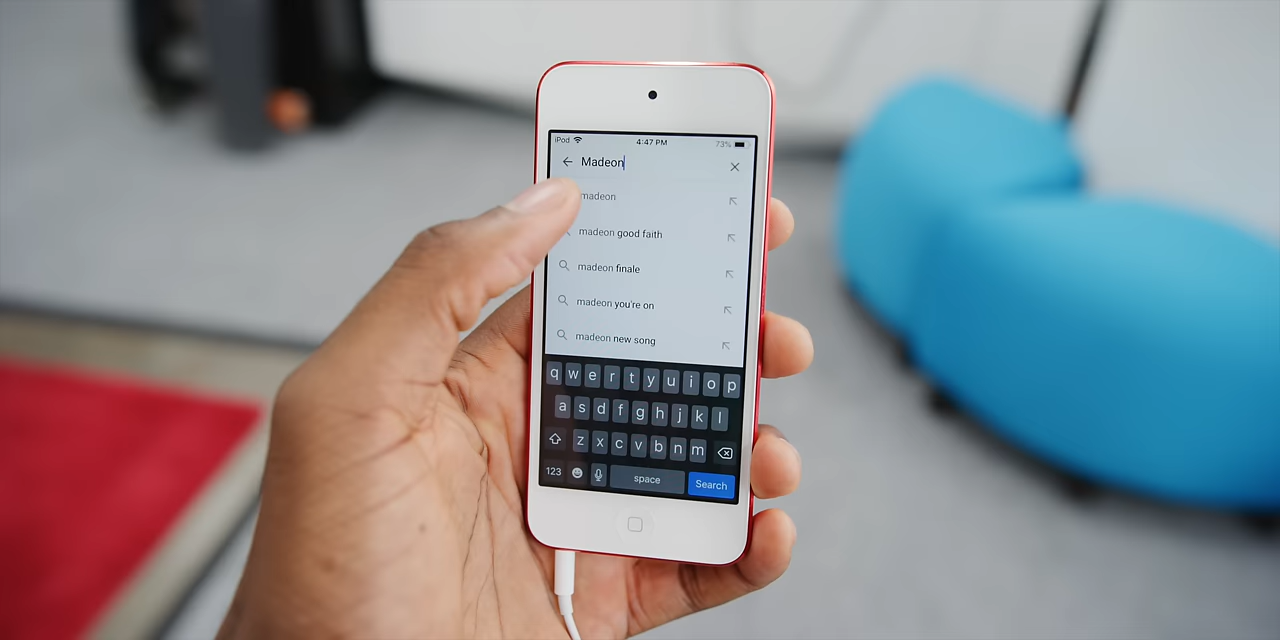 iPod 4:47 PM 73%
Madeon
madeon
madeon good faith
madeon finale
madeon you're on
madeon new song
q w e r t y u i o p
a s d f g h j k l
z x c v b n m
123 space Search